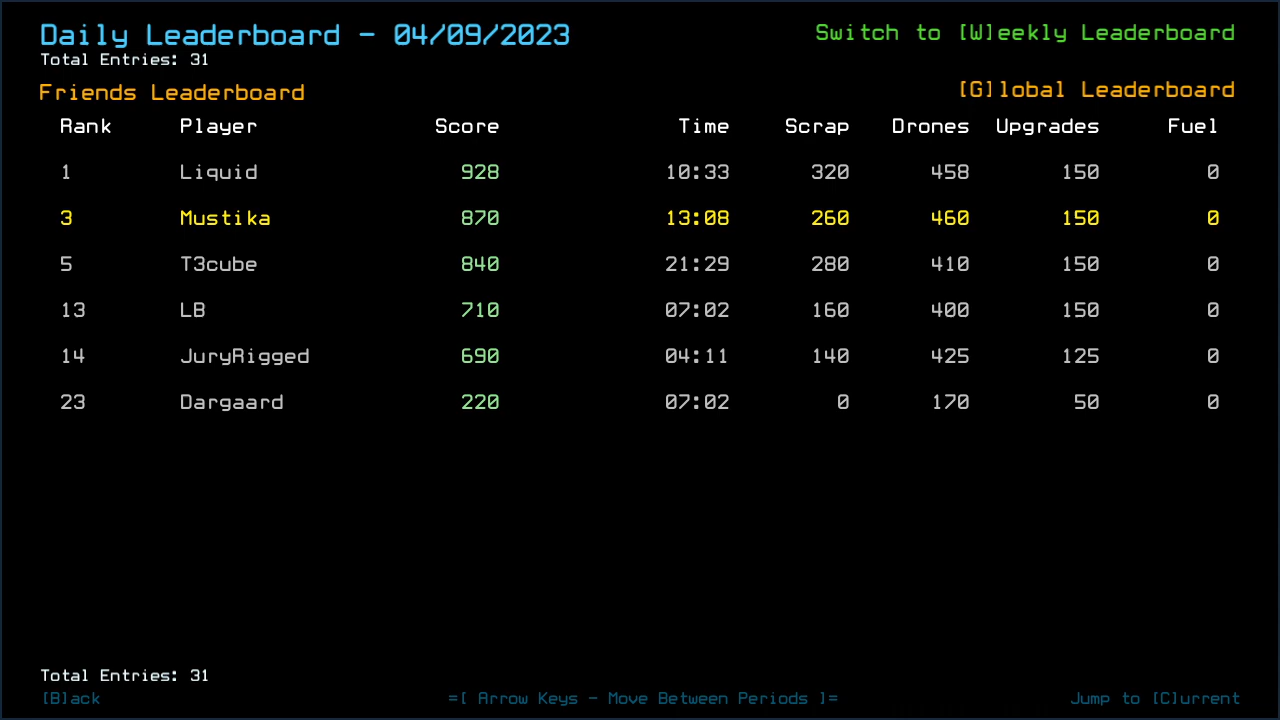 Daily Leaderboard - 04/09/2023 Switch to [W]eekly Leaderboard
Total Entries: 31
Friends Leaderboard [G]lobal Leaderboard
Rank Player Score Time Scrap Drones Upgrades Fuel
1 Liquid 928 10:33 320 458 150 0
3 Mustika 870 13:08 260 460 150 0
5 T3cube 840 21:29 280 410 150 0
13 LB 710 07:02 160 400 150 0
14 JuryRigged 690 04:11 140 425 125 0
23 Dargaard 220 07:02 0 170 50 0
Total Entries: 31
[B]ack =[ Arrow Keys - Move Between Periods ]= Jump to [C]urrent